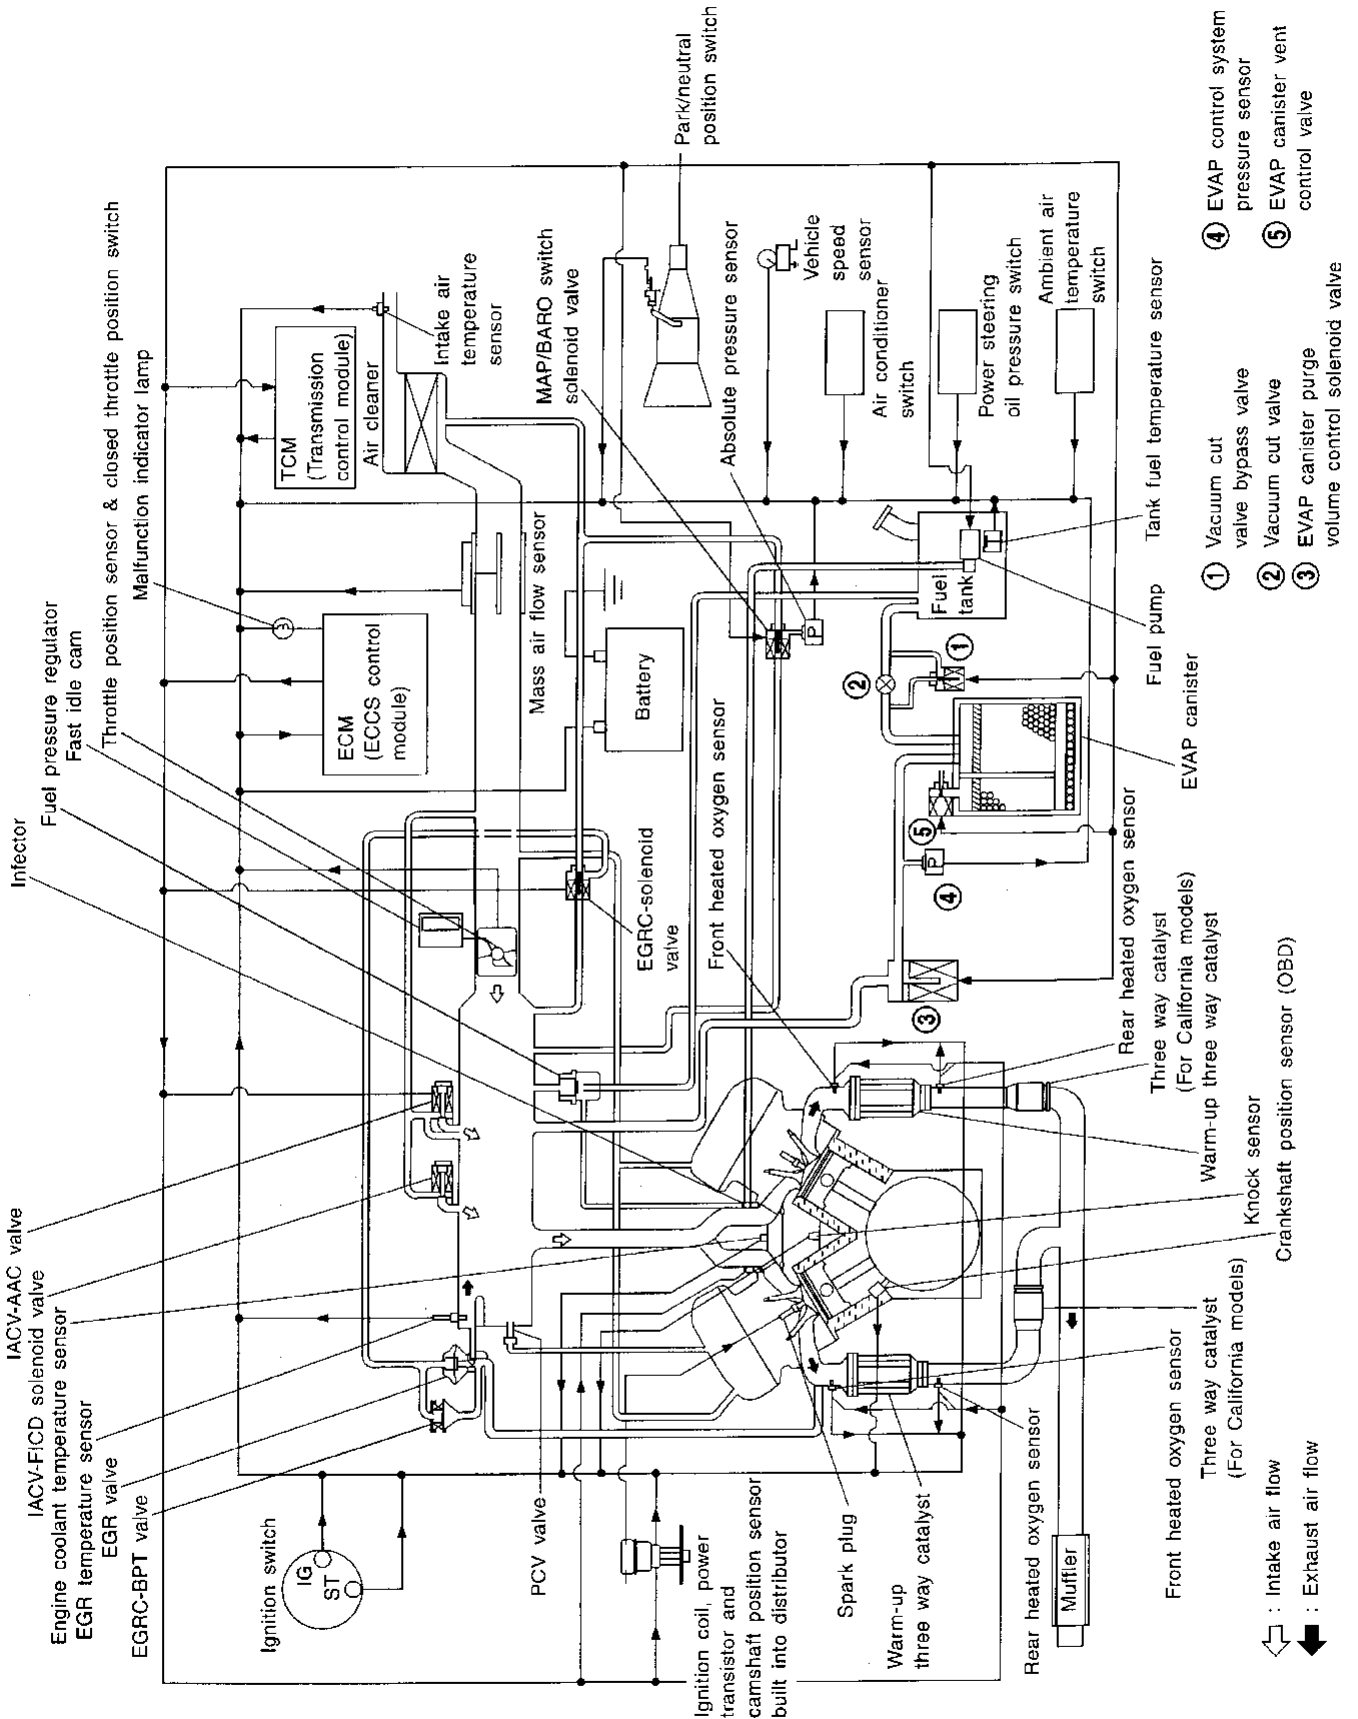 Infector
Fuel pressure regulator
Fast idle cam
Throttle position sensor & closed throttle position switch
Malfunction indicator lamp
IACV-AAC valve
IACV-FICD solenoid valve
Engine coolant temperature sensor
EGR temperature sensor
EGR valve
EGRC-BPT valve
Ignition switch
IG
ST
ECM
(ECCS control
module)
TCM
(Transmission
control module)
Air cleaner
Intake air
temperature
sensor
Mass air flow sensor
Battery
EGRC-solenoid
valve
Front heated oxygen sensor
MAP/BARO switch
solenoid valve
Absolute pressure sensor
Park/neutral
position switch
Vehicle
speed
sensor
Air conditioner
switch
Power steering
oil pressure switch
Ambient air
temperature
switch
P
Fuel
tank
1
2
5
P
4
3
Tank fuel temperature sensor
Fuel pump
EVAP canister
PCV valve
Ignition coil, power
transistor and
camshaft position sensor
built into distributor
Spark plug
Warm-up
three way catalyst
Rear heated oxygen sensor
Muffler
Rear heated oxygen sensor
Three way catalyst
(For California models)
Warm-up three way catalyst
Knock sensor
Crankshaft position sensor (OBD)
Three way catalyst
(For California models)
Front heated oxygen sensor
: Intake air flow
: Exhaust air flow
1 Vacuum cut
valve bypass valve
2 Vacuum cut valve
3 EVAP canister purge
volume control solenoid valve
4 EVAP control system
pressure sensor
5 EVAP canister vent
control valve